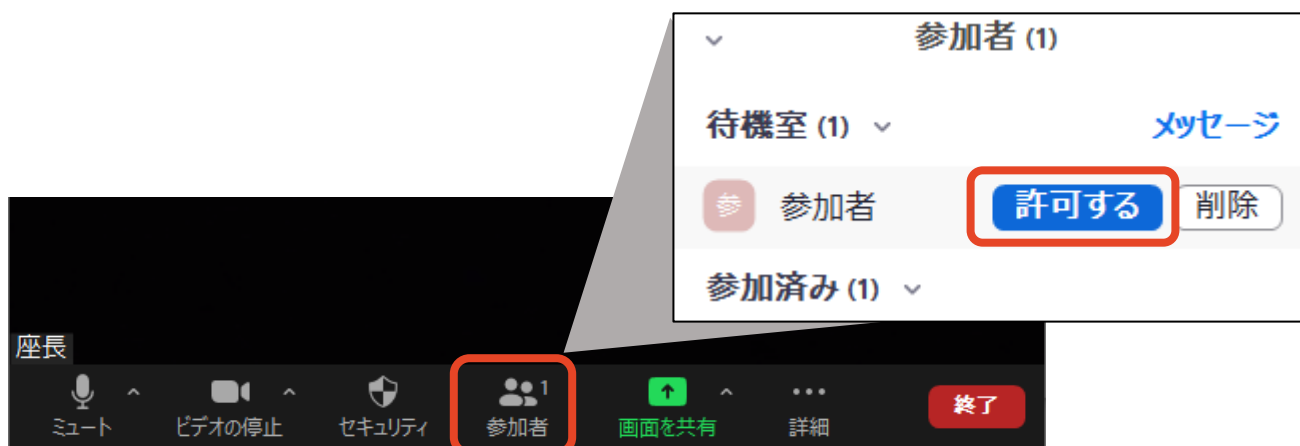 参加者 (1)
待機室 (1) メッセージ
参 参加者 許可する 削除
参加済み (1)
座長
1
ミュート ビデオの停止 セキュリティ 参加者 画面を共有 詳細 終了